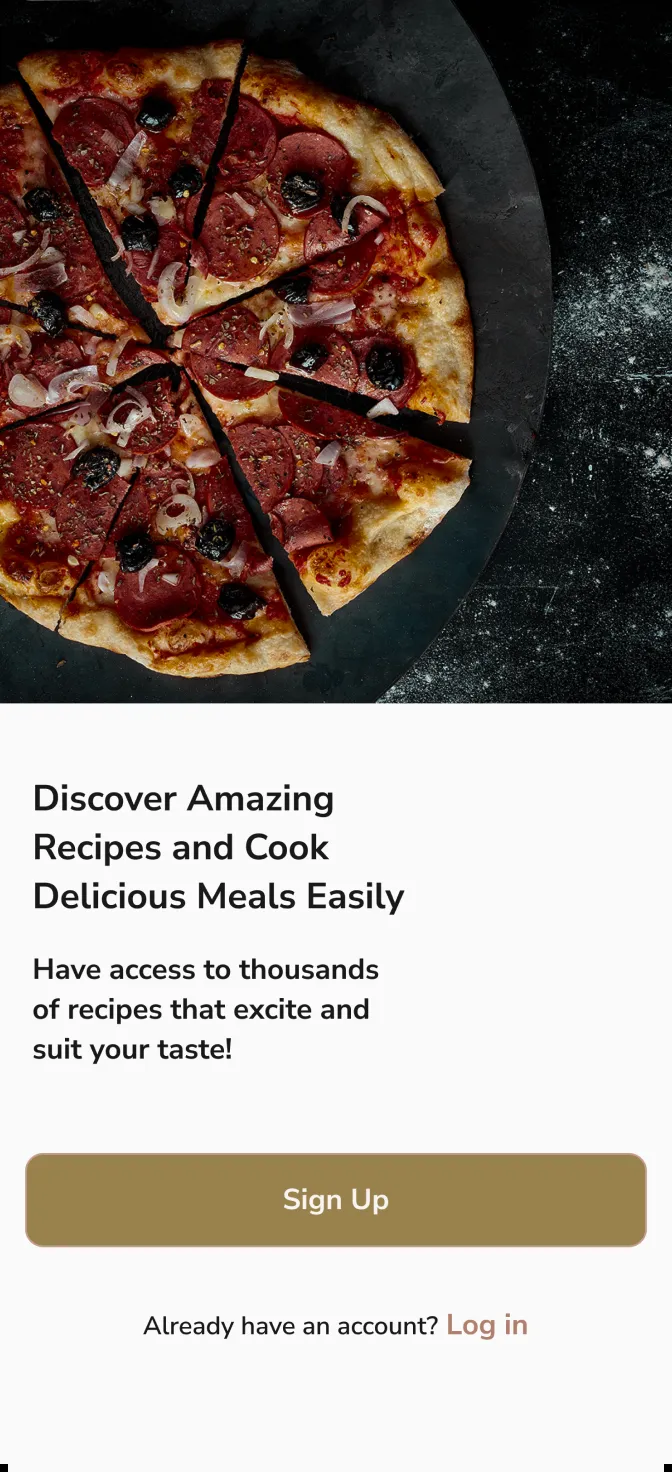 Discover Amazing
Recipes and Cook
Delicious Meals Easily
Have access to thousands
of recipes that excite and
suit your taste!
Sign Up
Already have an account? Log in